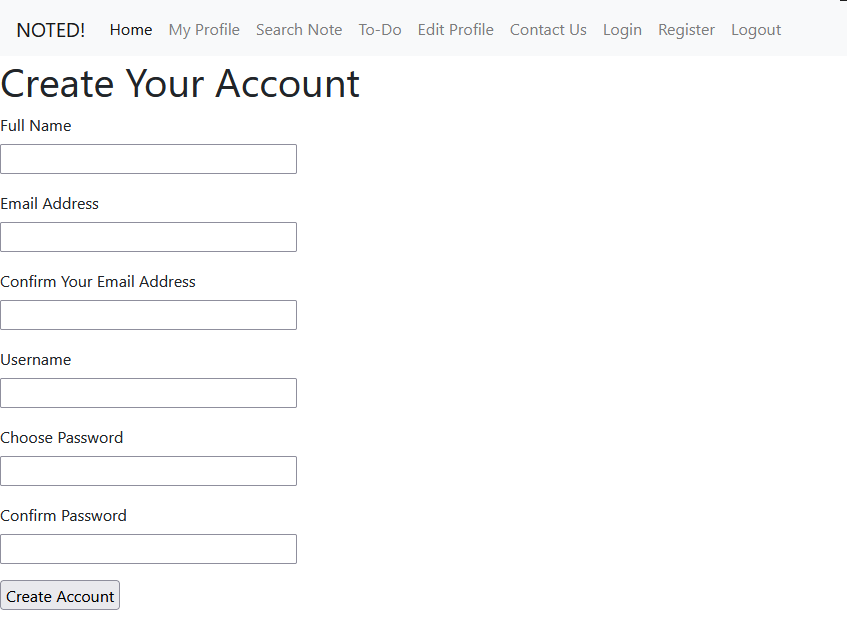 NOTED! Home My Profile Search Note To-Do Edit Profile Contact Us Login Register Logout
Create Your Account
Full Name
Email Address
Confirm Your Email Address
Username
Choose Password
Confirm Password
Create Account